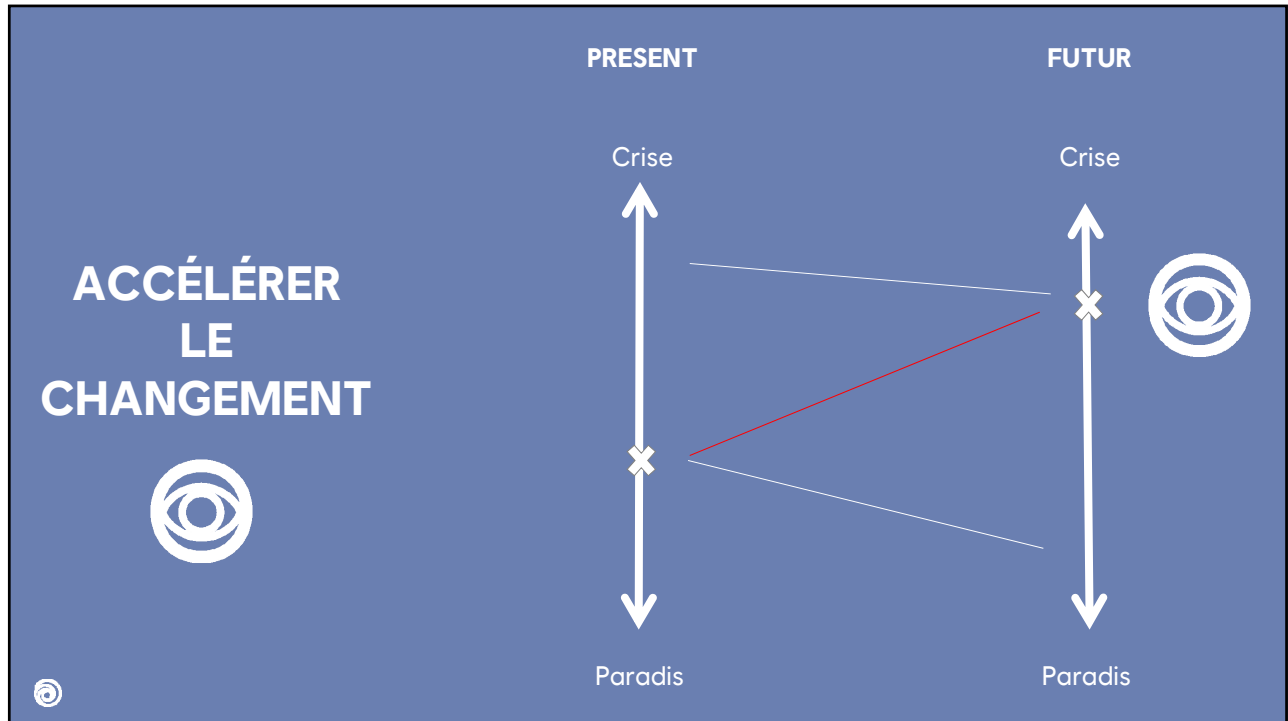 PRESENT
FUTUR
Crise
Crise
ACCÉLÉRER
LE
CHANGEMENT
Paradis
Paradis